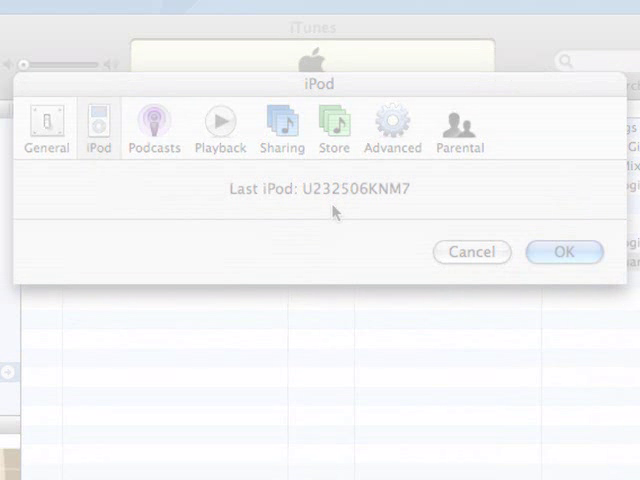 iTunes
iPod
General iPod Podcasts Playback Sharing Store Advanced Parental
Last iPod: U232506KNM7
Cancel OK